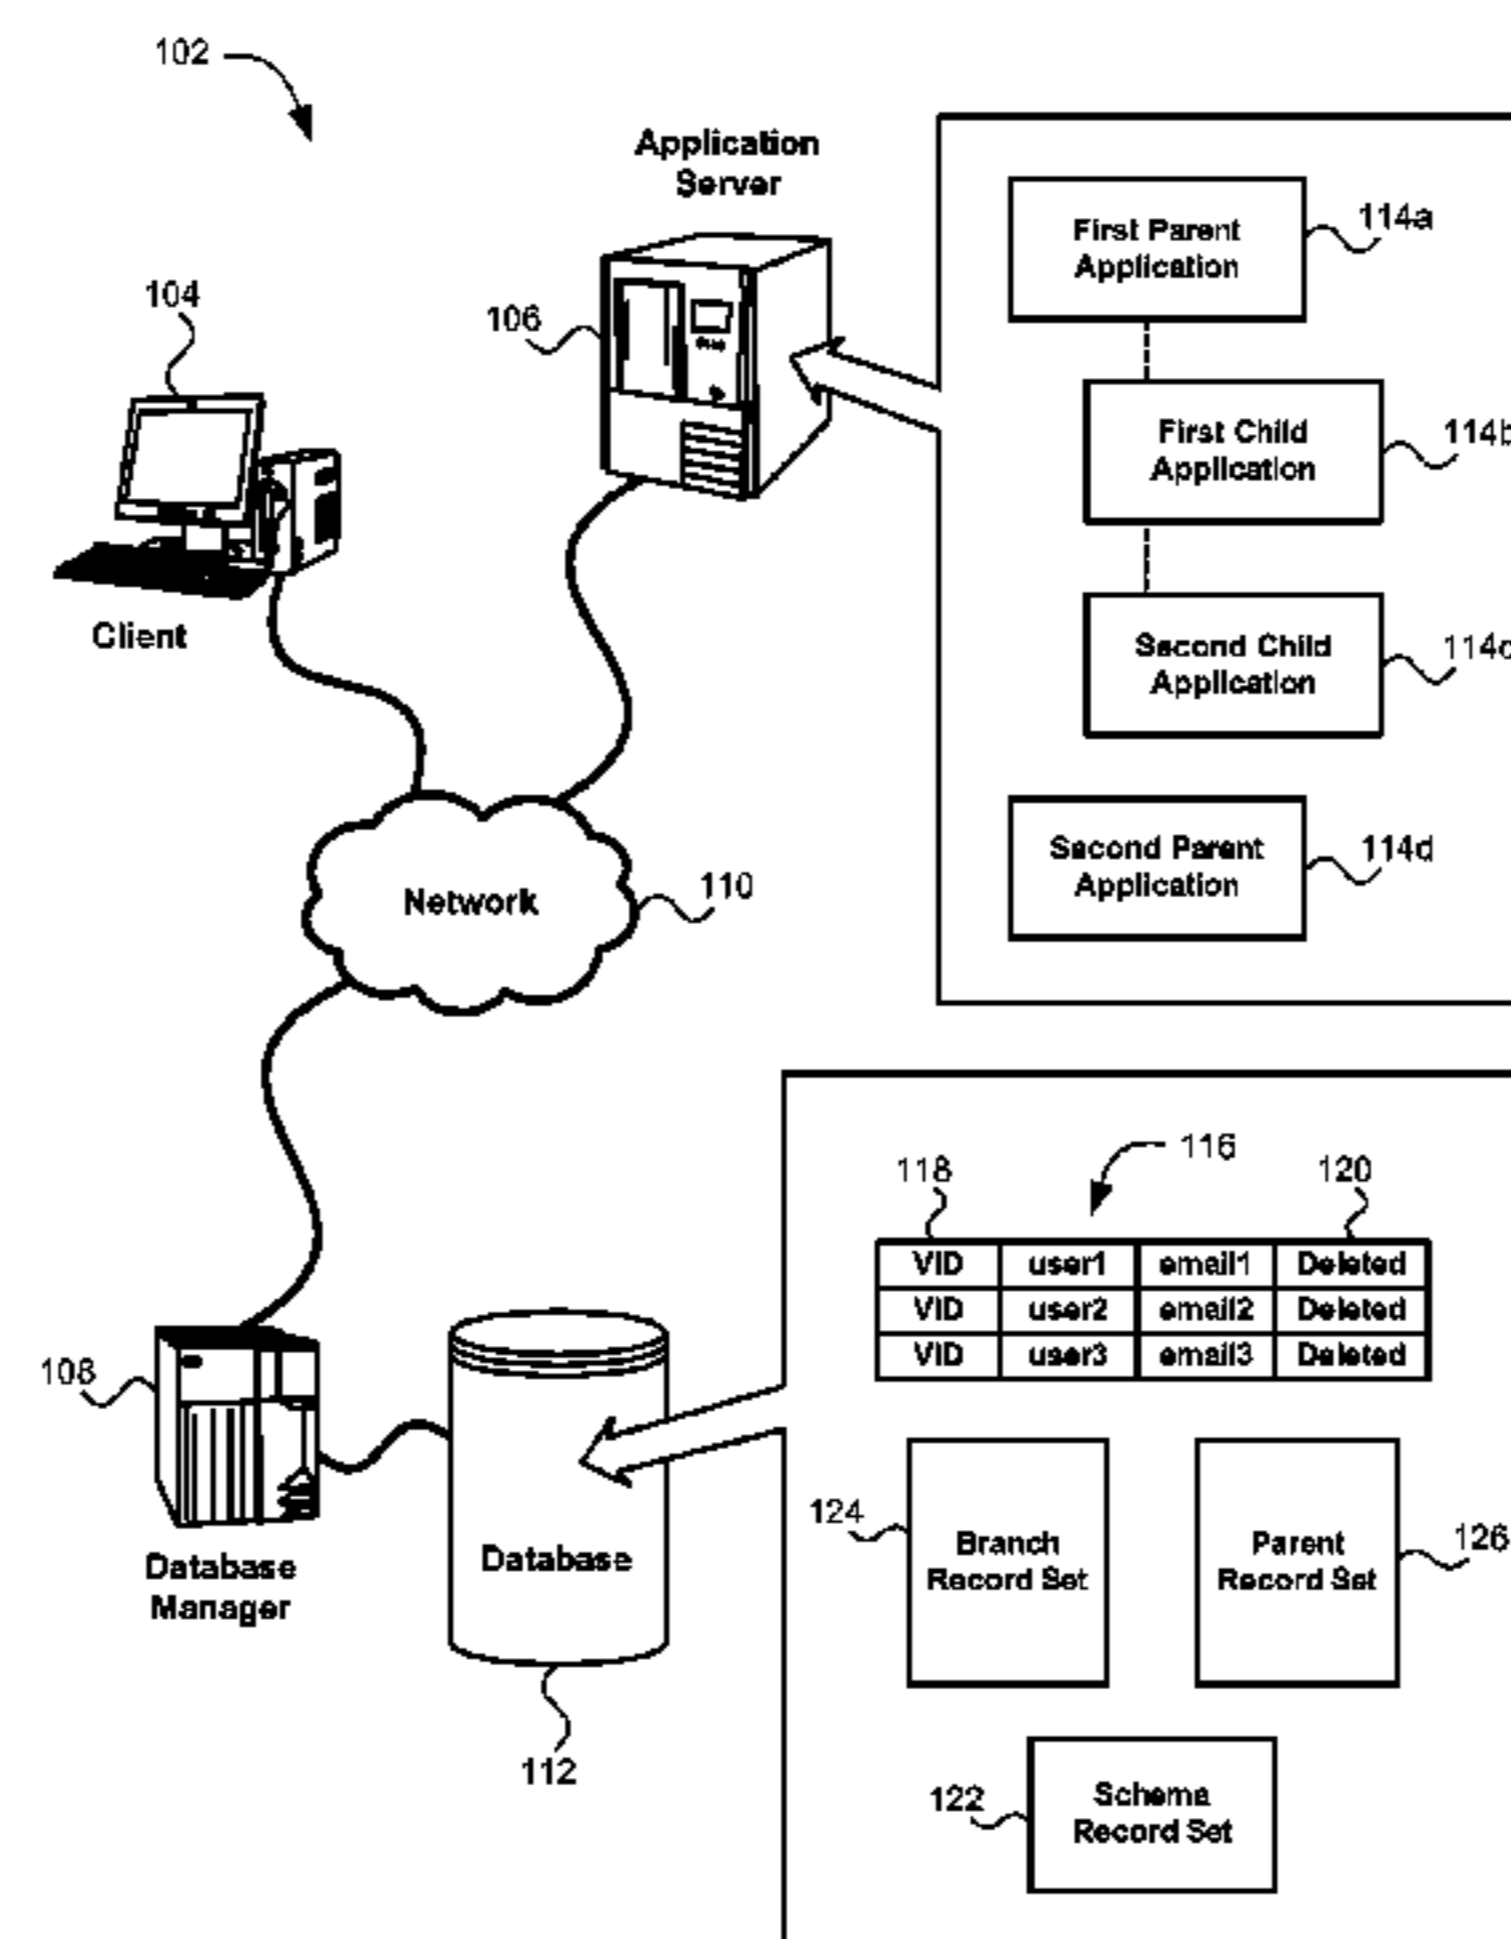 102
Application
Server
First Parent
Application
114a
104
106
First Child
Application
114b
Client
Second Child
Application
114c
Second Parent
Application
114d
Network
110
116
118
120
VID user1 email1 Deleted
VID user2 email2 Deleted
VID user3 email3 Deleted
108
124
Branch
Record Set
Parent
Record Set
126
Database
Database
Manager
112
122
Schema
Record Set